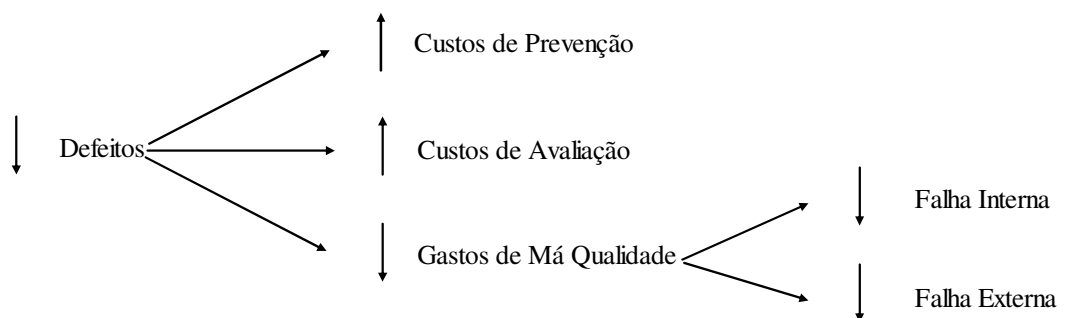 Custos de Prevenção
Defeitos
Custos de Avaliação
Gastos de Má Qualidade
Falha Interna
Falha Externa